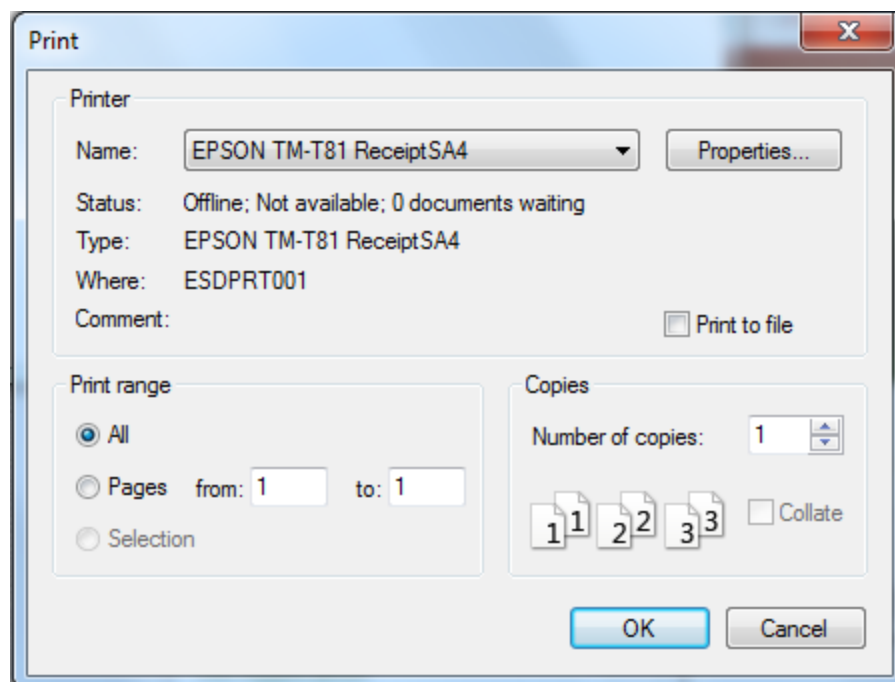 Print
Printer
Name: EPSON TM-T81 ReceiptSA4 Properties...
Status: Offline; Not available; 0 documents waiting
Type: EPSON TM-T81 ReceiptSA4
Where: ESDPRT001
Comment: Print to file
Print range
All
Pages from: 1 to: 1
Selection
Copies
Number of copies: 1
1 1 2 2 3 3 Collate
OK Cancel